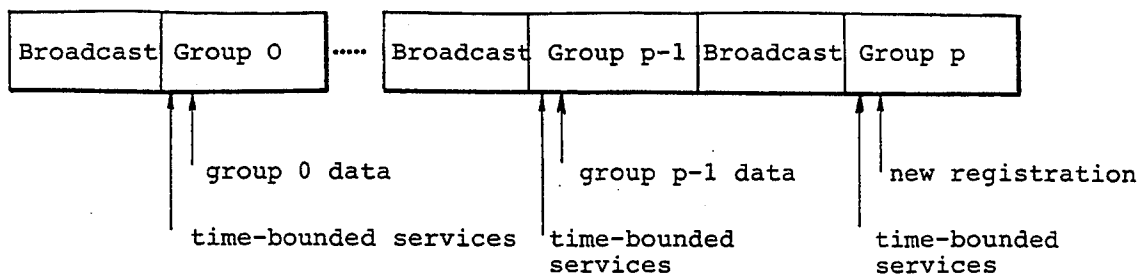 Broadcast Group 0 ..... Broadcast Group p-1 Broadcast Group p
group 0 data group p-1 data new registration
time-bounded services time-bounded services time-bounded services